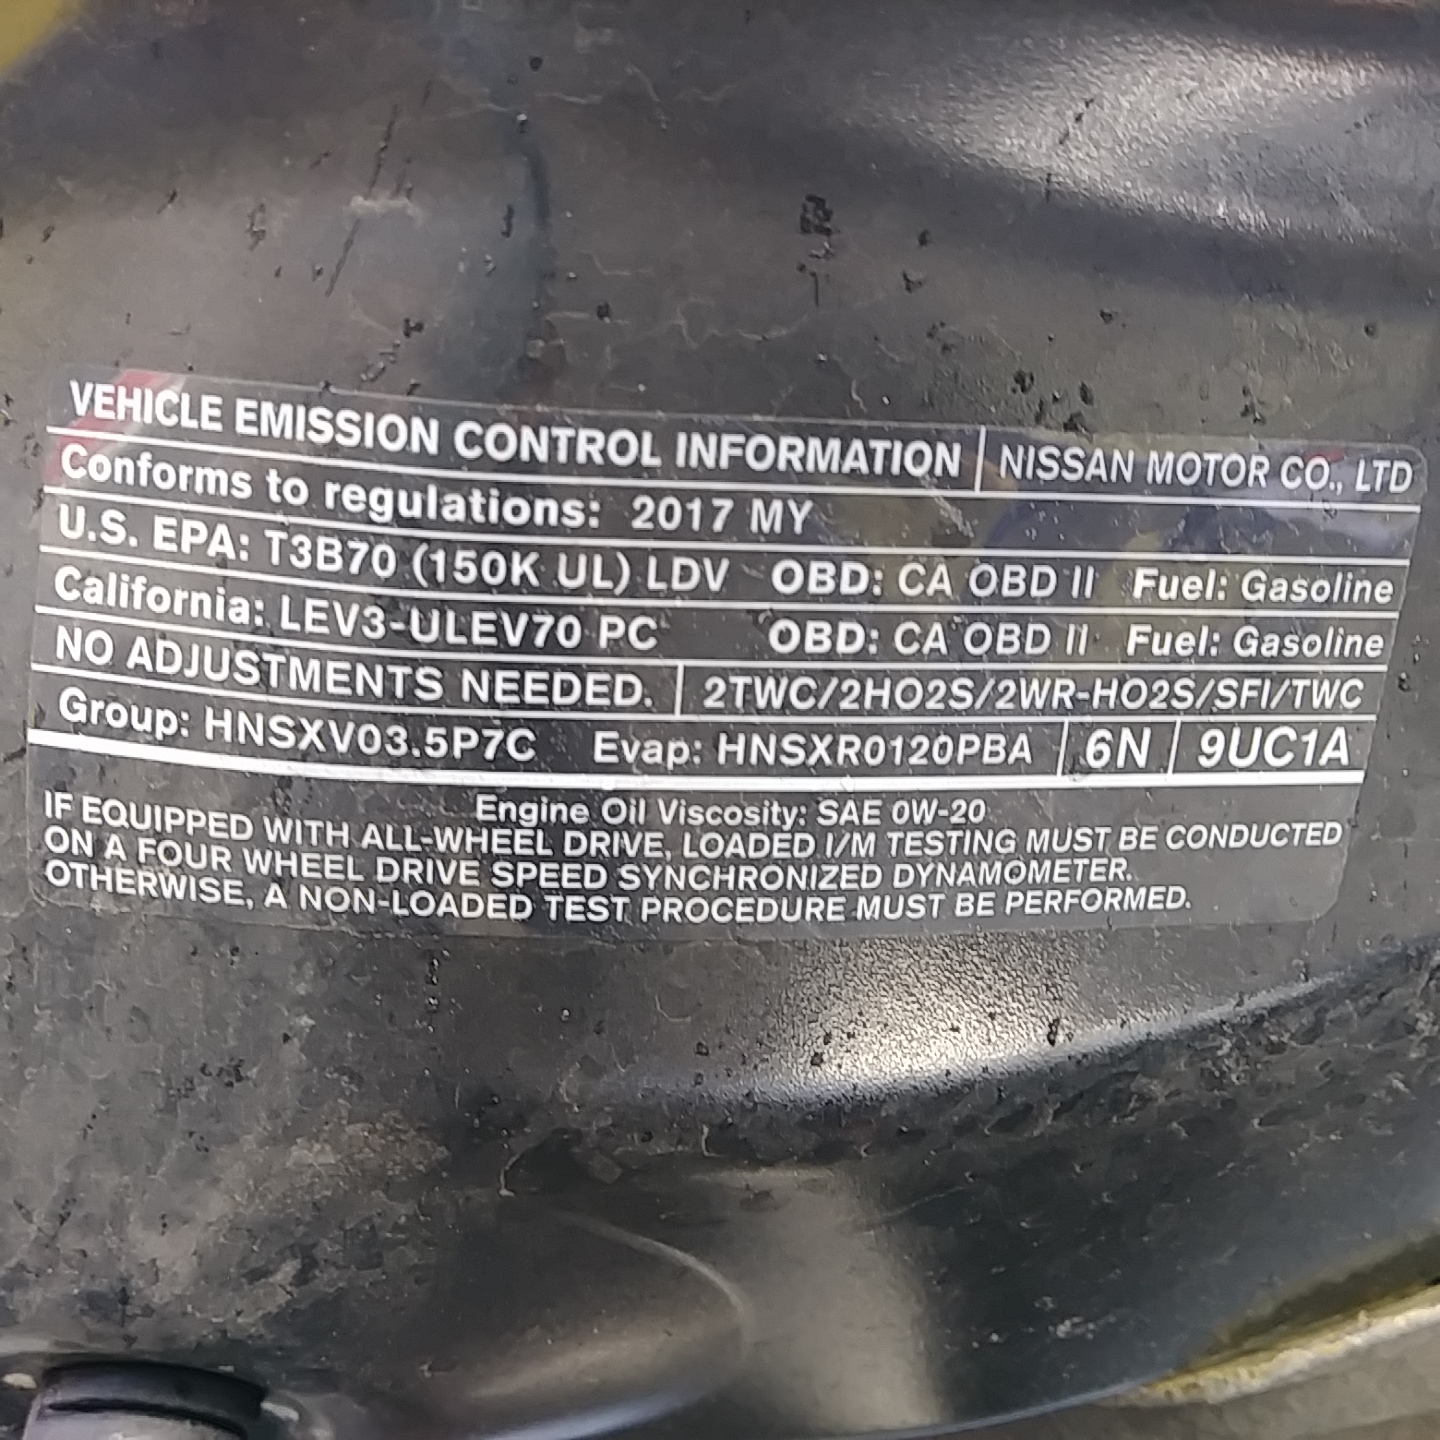 VEHICLE EMISSION CONTROL INFORMATION | NISSAN MOTOR CO., LTD
Conforms to regulations: 2017 MY
U.S. EPA: T3B70 (150K UL) LDV OBD: CA OBD II Fuel: Gasoline
California: LEV3-ULEV70 PC OBD: CA OBD II Fuel: Gasoline
NO ADJUSTMENTS NEEDED. | 2TWC/2HO2S/2WR-HO2S/SFI/TWC
Group: HNSXV03.5P7C Evap: HNSXR0120PBA | 6N | 9UC1A
Engine Oil Viscosity: SAE 0W-20
IF EQUIPPED WITH ALL-WHEEL DRIVE, LOADED I/M TESTING MUST BE CONDUCTED
ON A FOUR WHEEL DRIVE SPEED SYNCHRONIZED DYNAMOMETER.
OTHERWISE, A NON-LOADED TEST PROCEDURE MUST BE PERFORMED.